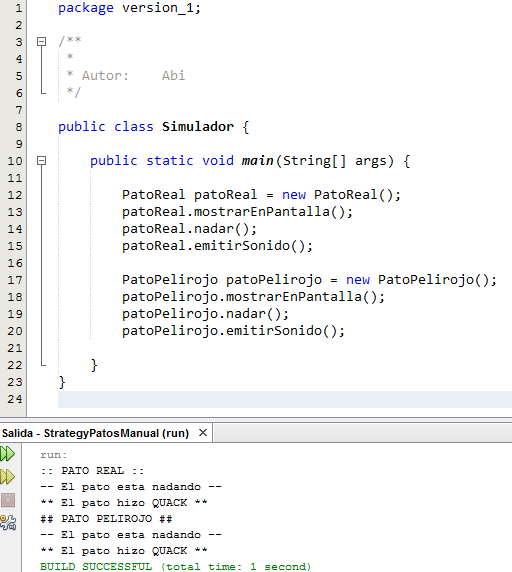 1 package version_1;
2
3 /**
4 *
5 * Autor: Abi
6 */
7
8 public class Simulador {
9
10 public static void main(String[] args) {
11
12 PatoReal patoReal = new PatoReal();
13 patoReal.mostrarEnPantalla();
14 patoReal.nadar();
15 patoReal.emitirSonido();
16
17 PatoPelirojo patoPelirojo = new PatoPelirojo();
18 patoPelirojo.mostrarEnPantalla();
19 patoPelirojo.nadar();
20 patoPelirojo.emitirSonido();
21
22 }
23 }
24
Salida - StrategyPatosManual (run) ×
run:
:: PATO REAL ::
-- El pato esta nadando --
** El pato hizo QUACK **
## PATO PELIROJO ##
-- El pato esta nadando --
** El pato hizo QUACK **
BUILD SUCCESSFUL (total time: 1 second)